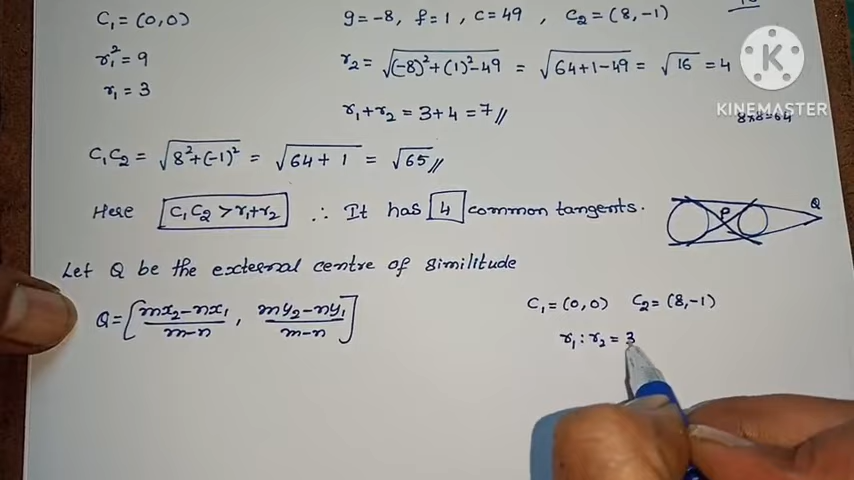 C₁ = (0,0)
g = -8, f = 1, c = 49, C₂ = (8,-1)
r₁² = 9
r₂ = √(-8)²+(1)²-49 = √64+1-49 = √16 = 4
r₁ = 3
r₁+r₂ = 3+4 = 7//
KINEMASTER
8×8=64
C₁C₂ = √8²+(-1)² = √64+1 = √65//
Here C₁C₂ > r₁+r₂ ∴ It has 4 common tangents.
P Q
Let Q be the external centre of similitude
Q = [mx₂-nx₁/m-n, my₂-ny₁/m-n]
C₁ = (0,0) C₂ = (8,-1)
r₁ : r₂ = 3